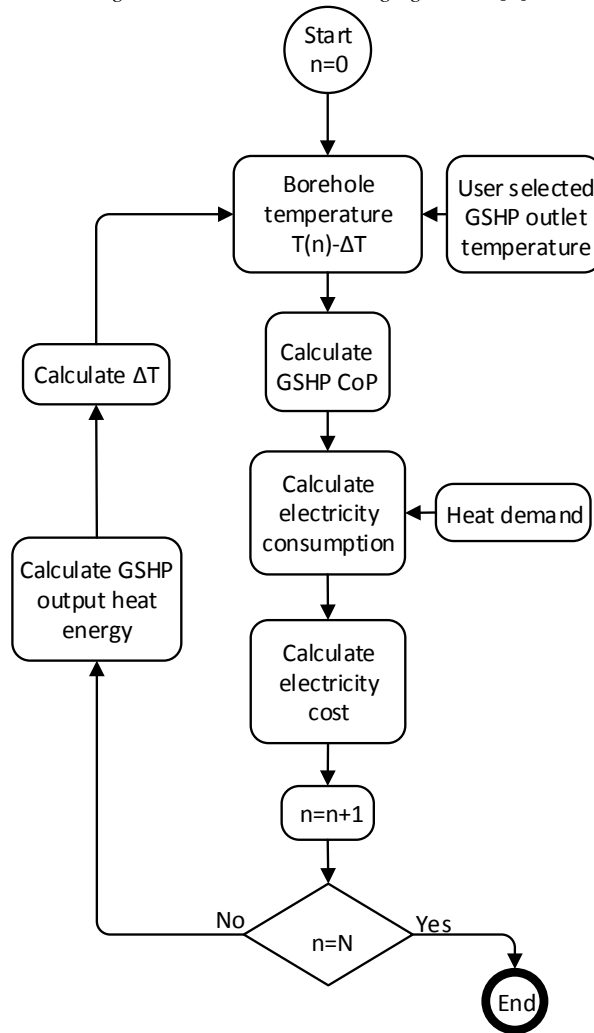 Start
n=0
Borehole
temperature
T(n)-ΔT
User selected
GSHP outlet
temperature
Calculate
GSHP CoP
Calculate ΔT
Calculate
electricity
consumption
Heat demand
Calculate GSHP
output heat
energy
Calculate
electricity
cost
n=n+1
No
n=N
Yes
End